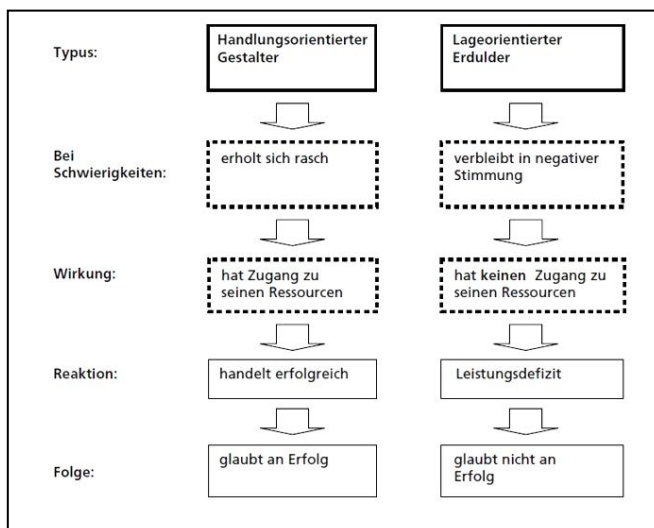 Typus:
Handlungsorientierter
Gestalter
Lageorientierter
Erdulder
Bei
Schwierigkeiten:
erholt sich rasch
verbleibt in negativer
Stimmung
Wirkung:
hat Zugang zu
seinen Ressourcen
hat keinen Zugang zu
seinen Ressourcen
Reaktion:
handelt erfolgreich
Leistungsdefizit
Folge:
glaubt an Erfolg
glaubt nicht an
Erfolg